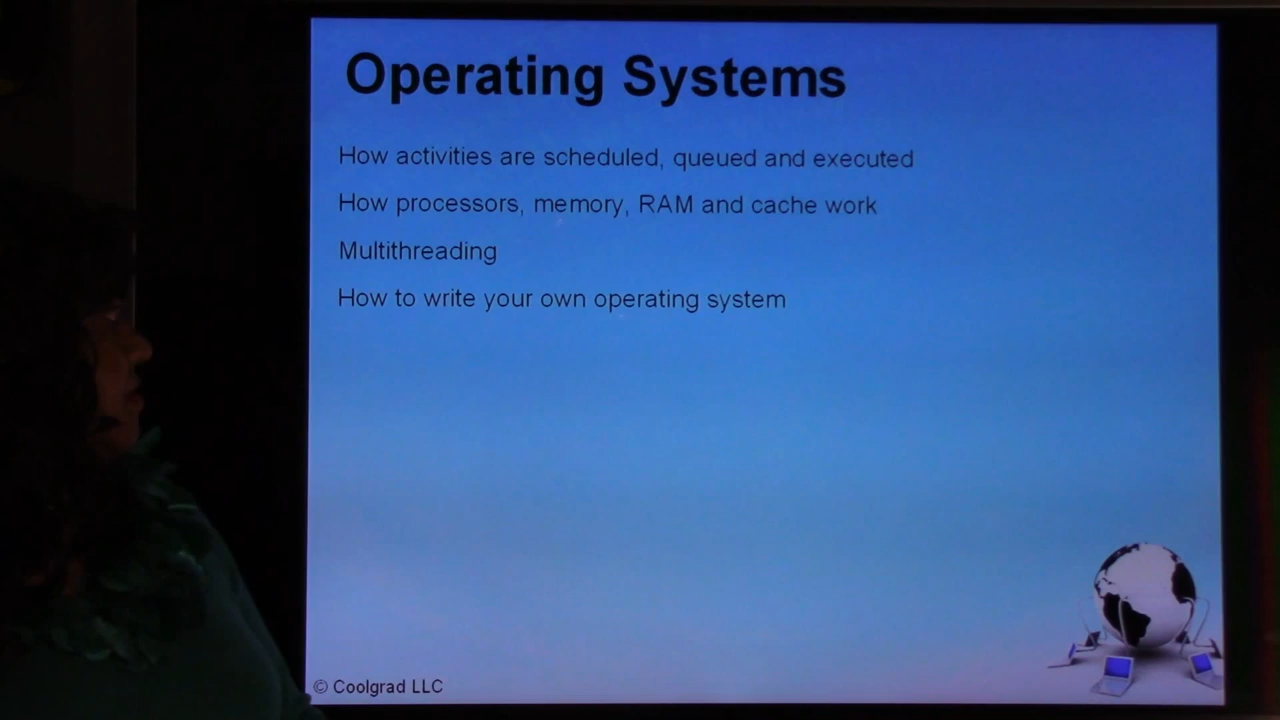 Operating Systems
How activities are scheduled, queued and executed
How processors, memory, RAM and cache work
Multithreading
How to write your own operating system
© Coolgrad LLC